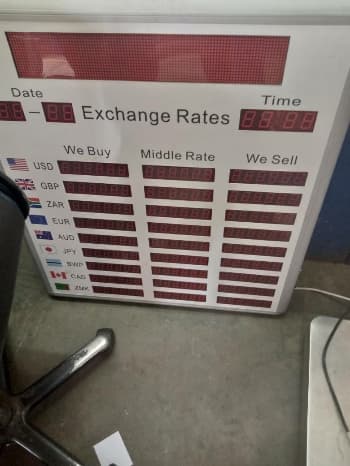 Date
Time
Exchange Rates
We Buy Middle Rate We Sell
USD
GBP
ZAR
EUR
AUD
JPY
BWP
CAD
ZMK